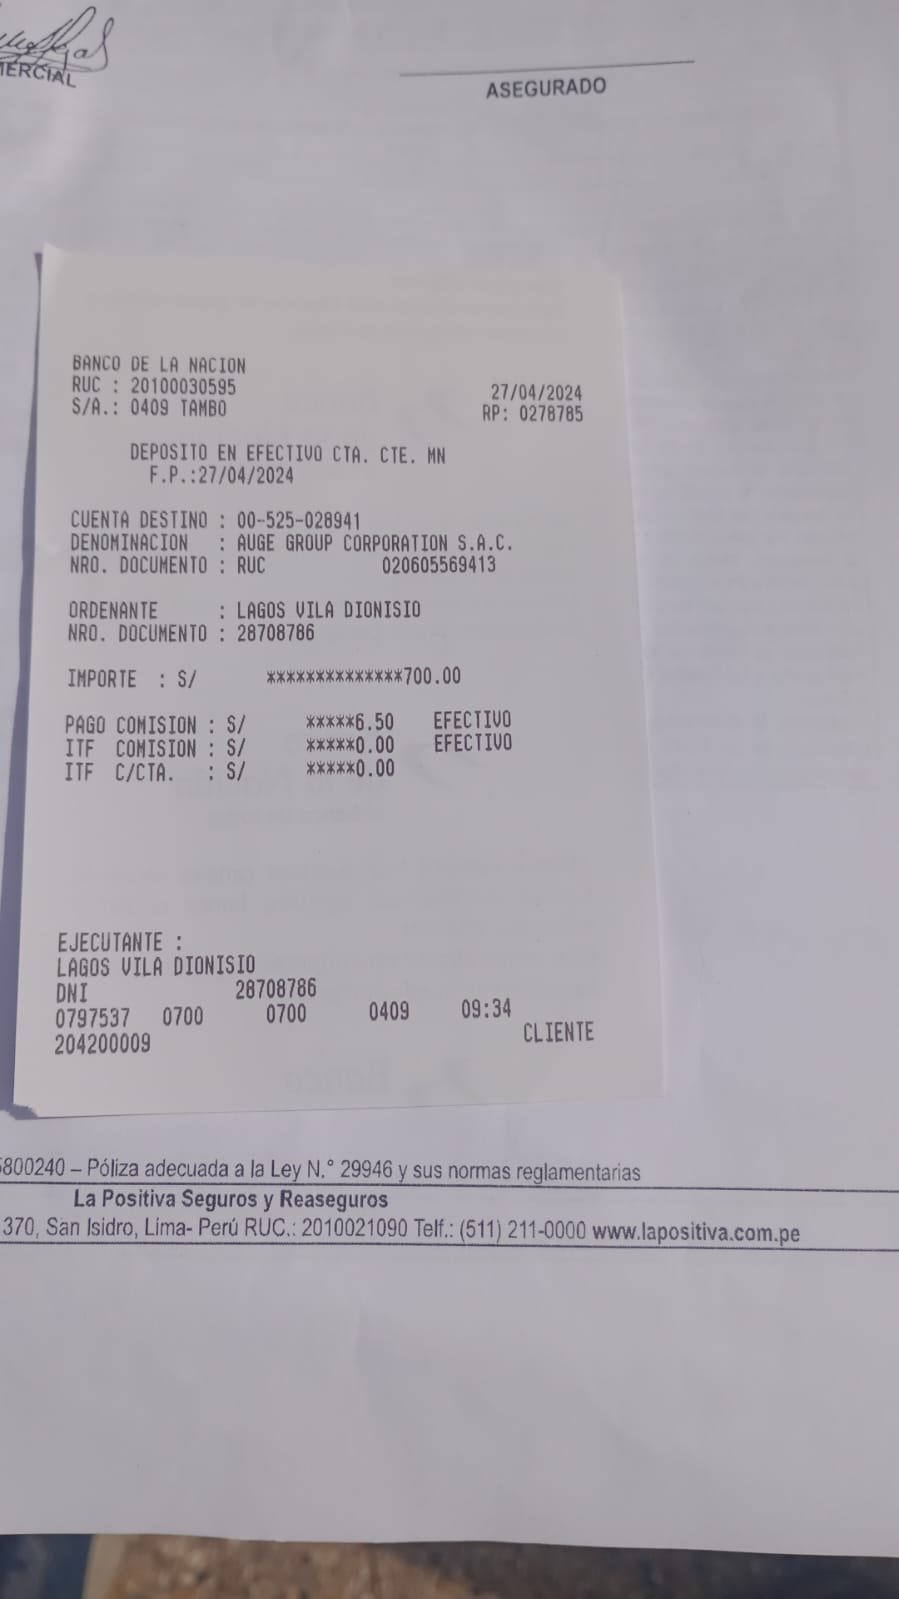 MERCIAL
ASEGURADO
BANCO DE LA NACION
RUC : 20100030595 27/04/2024
S/A.: 0409 TAMBO RP: 0278785
DEPOSITO EN EFECTIVO CTA. CTE. MN
F.P.:27/04/2024
CUENTA DESTINO : 00-525-028941
DENOMINACION : AUGE GROUP CORPORATION S.A.C.
NRO. DOCUMENTO : RUC 020605569413
ORDENANTE : LAGOS VILA DIONISIO
NRO. DOCUMENTO : 28708786
IMPORTE : S/ **************700.00
PAGO COMISION : S/ *****6.50 EFECTIVO
ITF COMISION : S/ *****0.00 EFECTIVO
ITF C/CTA. : S/ *****0.00
EJECUTANTE :
LAGOS VILA DIONISIO
DNI 28708786
0797537 0700 0700 0409 09:34
204200009 CLIENTE
5800240 – Póliza adecuada a la Ley N.° 29946 y sus normas reglamentarias
La Positiva Seguros y Reaseguros
370, San Isidro, Lima- Perú RUC.: 2010021090 Telf.: (511) 211-0000 www.lapositiva.com.pe